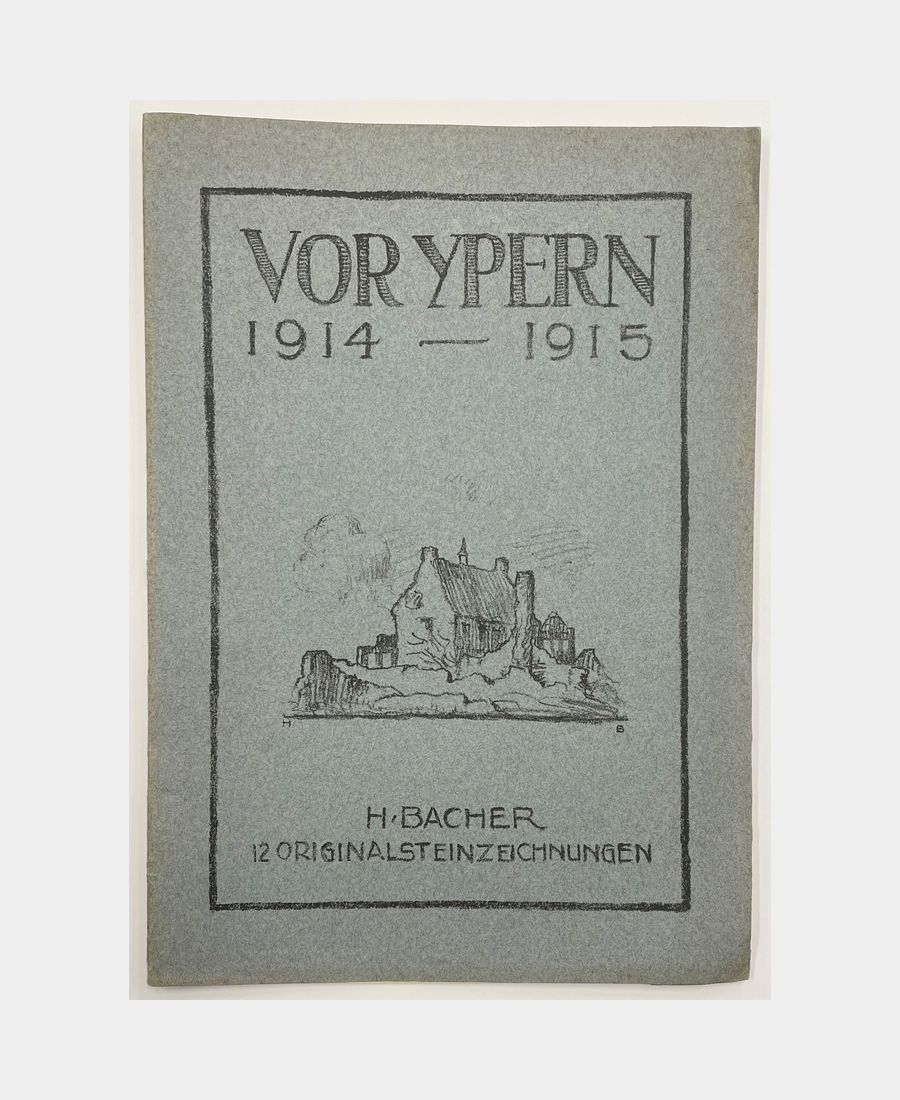 VOR YPERN
1914 — 1915
H B
H. BACHER
12 ORIGINALSTEINZEICHNUNGEN